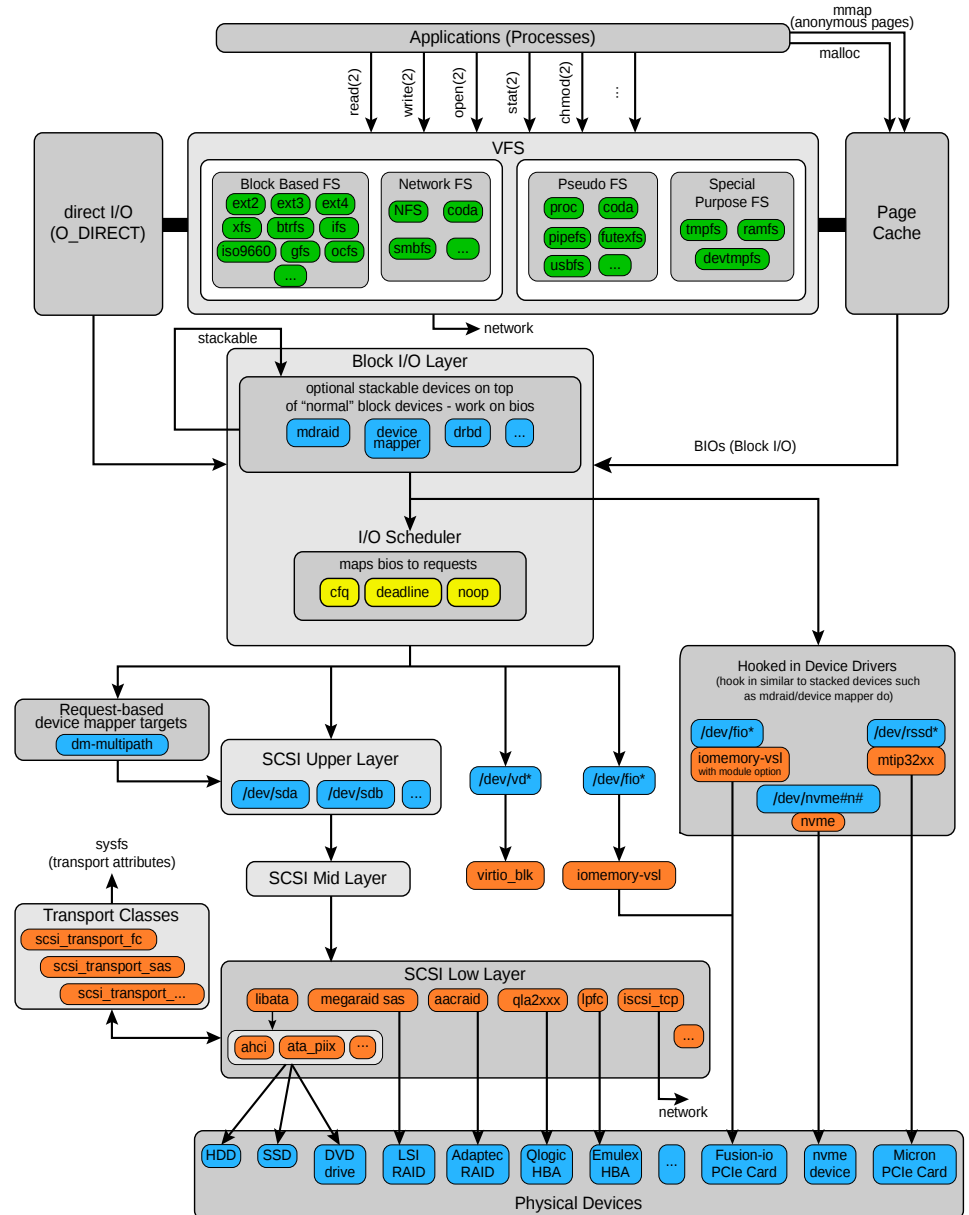 mmap
(anonymous pages)
Applications (Processes)
malloc
read(2)
write(2)
open(2)
stat(2)
chmod(2)
...
VFS
direct I/O
(O_DIRECT)
Block Based FS
ext2
ext3
ext4
xfs
btrfs
ifs
iso9660
gfs
ocfs
...
Network FS
NFS
coda
smbfs
...
Pseudo FS
proc
coda
pipefs
futexfs
usbfs
...
Special
Purpose FS
tmpfs
ramfs
devtmpfs
Page
Cache
network
stackable
Block I/O Layer
optional stackable devices on top
of “normal” block devices - work on bios
mdraid
device
mapper
drbd
...
BIOs (Block I/O)
I/O Scheduler
maps bios to requests
cfq
deadline
noop
Hooked in Device Drivers
(hook in similar to stacked devices such
as mdraid/device mapper do)
/dev/fio*
iomemory-vsl
with module option
/dev/rssd*
mtip32xx
/dev/nvme#n#
nvme
Request-based
device mapper targets
dm-multipath
SCSI Upper Layer
/dev/sda
/dev/sdb
...
/dev/vd*
/dev/fio*
sysfs
(transport attributes)
SCSI Mid Layer
virtio_blk
iomemory-vsl
Transport Classes
scsi_transport_fc
scsi_transport_sas
scsi_transport_...
SCSI Low Layer
libata
megaraid sas
aacraid
qla2xxx
lpfc
iscsi_tcp
...
ahci
ata_piix
...
network
HDD
SSD
DVD
drive
LSI
RAID
Adaptec
RAID
Qlogic
HBA
Emulex
HBA
...
Fusion-io
PCIe Card
nvme
device
Micron
PCIe Card
Physical Devices